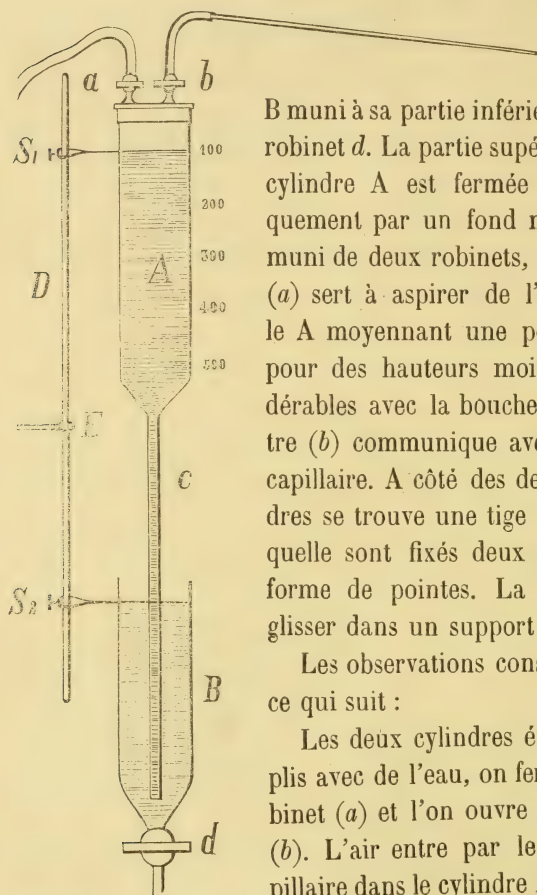 a
b
S₁
100
200
300
400
500
A
D
E
c
S₂
B
d
B muni à sa partie inférie
robinet d. La partie supé
cylindre A est fermée
quement par un fond m
muni de deux robinets,
(a) sert à aspirer de l'
le A moyennant une p
pour des hauteurs moi
dérables avec la bouche
tre (b) communique ave
capillaire. A côté des de
dres se trouve une tige
quelle sont fixés deux
forme de pointes. La
glisser dans un support
Les observations cons
ce qui suit :
Les deux cylindres é
plis avec de l'eau, on fer
binet (a) et l'on ouvre
(b). L'air entre par le
pillaire dans le cylindre